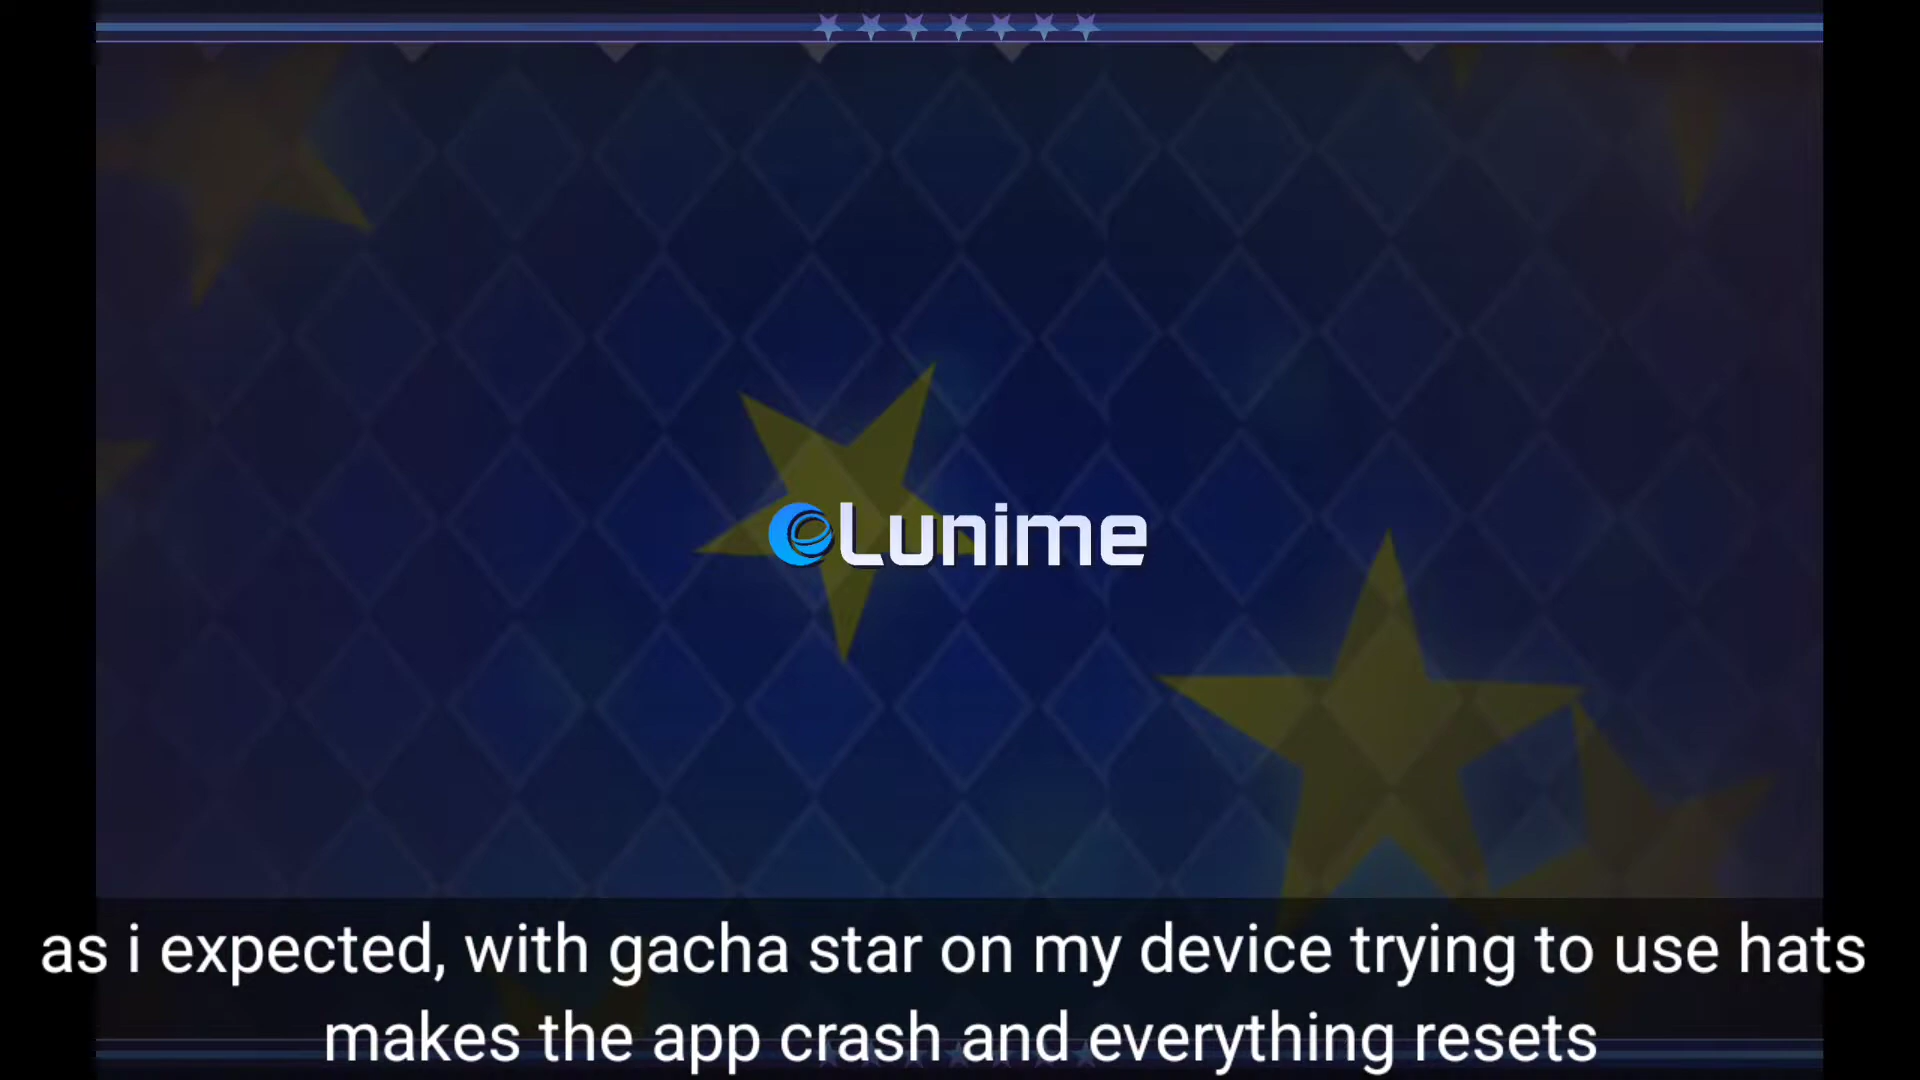 Lunime
as i expected, with gacha star on my device trying to use hats
makes the app crash and everything resets